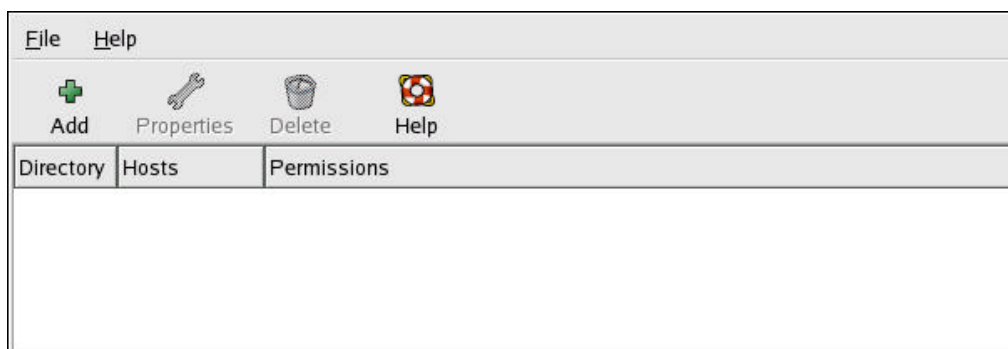 File Help
Add Properties Delete Help
Directory Hosts Permissions